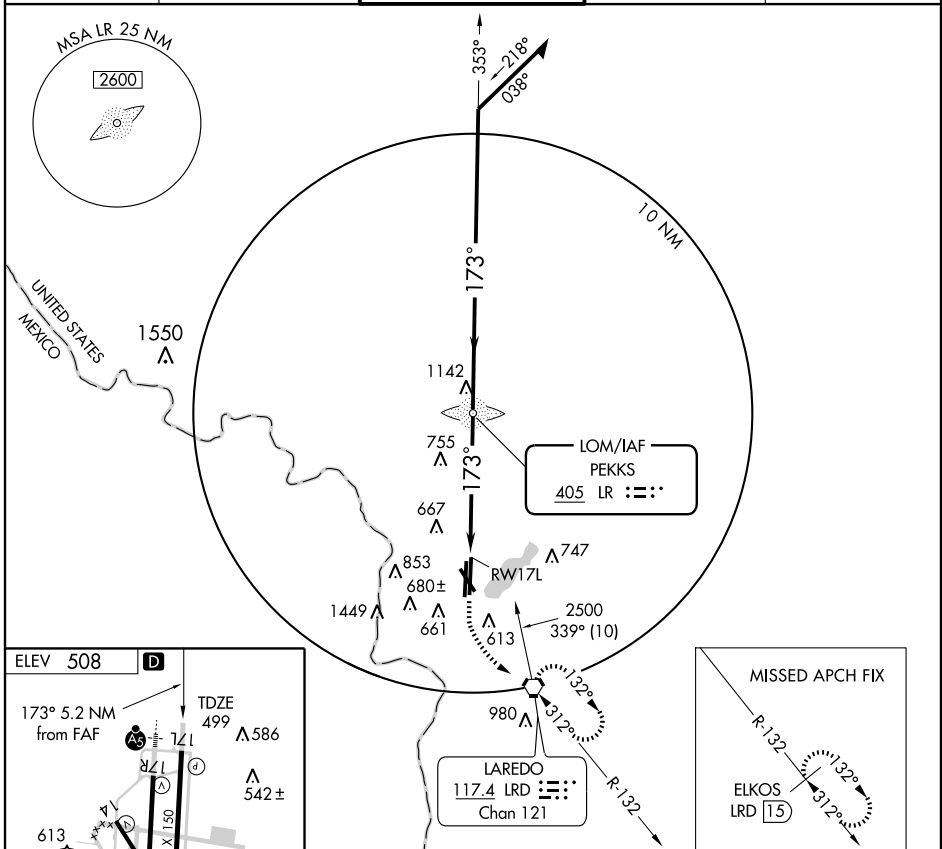 MSA LR 25 NM
2600
353°
218°
038°
10 NM
173°
UNITED STATES
MEXICO
1550
1142
755
173°
LOM/IAF
PEKKS
405 LR
667
747
RW17L
853
680±
1449
661
613
2500
339° (10)
132°
312°
980
R-132
LAREDO
117.4 LRD
Chan 121
ELEV 508
D
173° 5.2 NM
from FAF
TDZE
499
586
A5
17L
17R
P
V
542±
14
V
X 150
613
MISSED APCH FIX
R-132
132°
312°
ELKOS
LRD 15